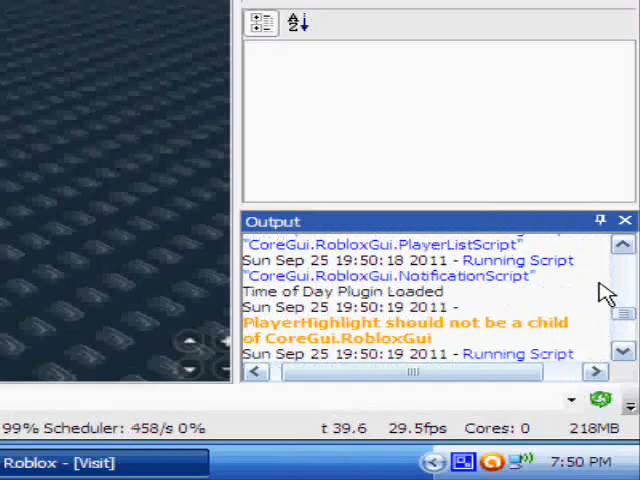 A
Z
Output
"CoreGui.RobloxGui.PlayerListScript"
Sun Sep 25 19:50:18 2011 - Running Script
"CoreGui.RobloxGui.NotificationScript"
Time of Day Plugin Loaded
Sun Sep 25 19:50:19 2011 -
PlayerHighlight should not be a child
of CoreGui.RobloxGui
Sun Sep 25 19:50:19 2011 - Running Script
99% Scheduler: 458/s 0% t 39.6 29.5fps Cores: 0 218MB
Roblox - [Visit] 7:50 PM